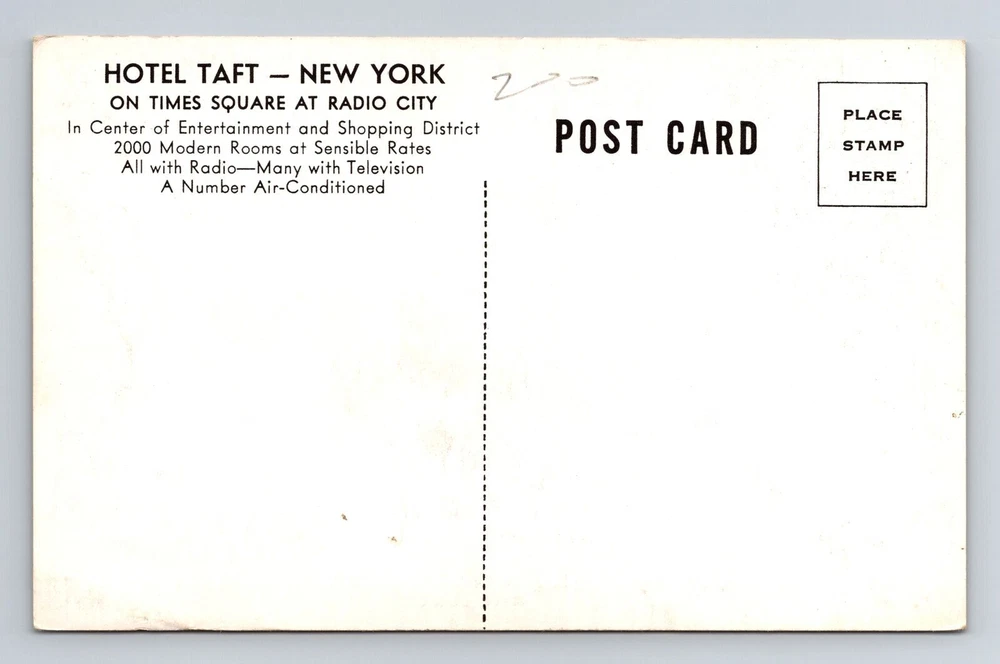 HOTEL TAFT — NEW YORK
ON TIMES SQUARE AT RADIO CITY
In Center of Entertainment and Shopping District
2000 Modern Rooms at Sensible Rates
All with Radio—Many with Television
A Number Air-Conditioned
200
POST CARD
PLACE
STAMP
HERE